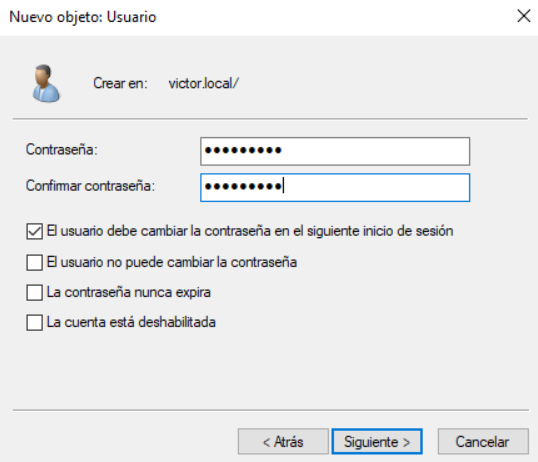 Nuevo objeto: Usuario
Crear en: victor.local/
Contraseña: ●●●●●●●●●
Confirmar contraseña: ●●●●●●●●●
El usuario debe cambiar la contraseña en el siguiente inicio de sesión
El usuario no puede cambiar la contraseña
La contraseña nunca expira
La cuenta está deshabilitada
< Atrás Siguiente > Cancelar